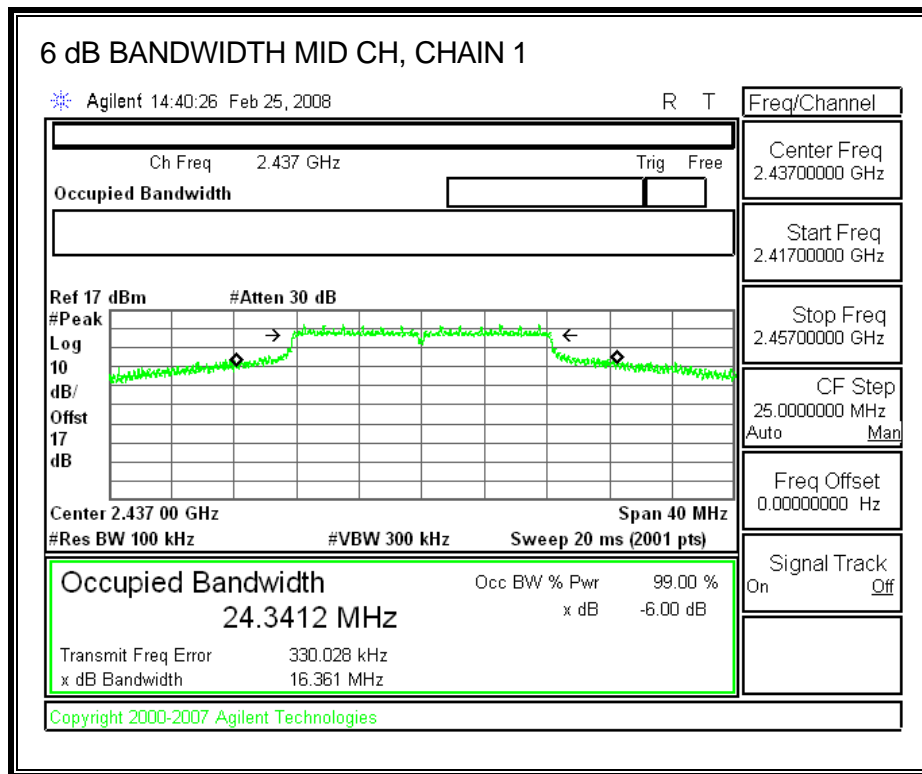 6 dB BANDWIDTH MID CH, CHAIN 1
Agilent 14:40:26 Feb 25, 2008 R T
Ch Freq 2.437 GHz Trig Free
Occupied Bandwidth
Ref 17 dBm #Atten 30 dB
#Peak
Log
10
dB/
Offst
17
dB
Center 2.437 00 GHz Span 40 MHz
#Res BW 100 kHz #VBW 300 kHz Sweep 20 ms (2001 pts)
Occupied Bandwidth Occ BW % Pwr 99.00 %
24.3412 MHz x dB -6.00 dB
Transmit Freq Error 330.028 kHz
x dB Bandwidth 16.361 MHz
Copyright 2000-2007 Agilent Technologies
Freq/Channel
Center Freq
2.43700000 GHz
Start Freq
2.41700000 GHz
Stop Freq
2.45700000 GHz
CF Step
25.0000000 MHz
Auto Man
Freq Offset
0.00000000 Hz
Signal Track
On Off